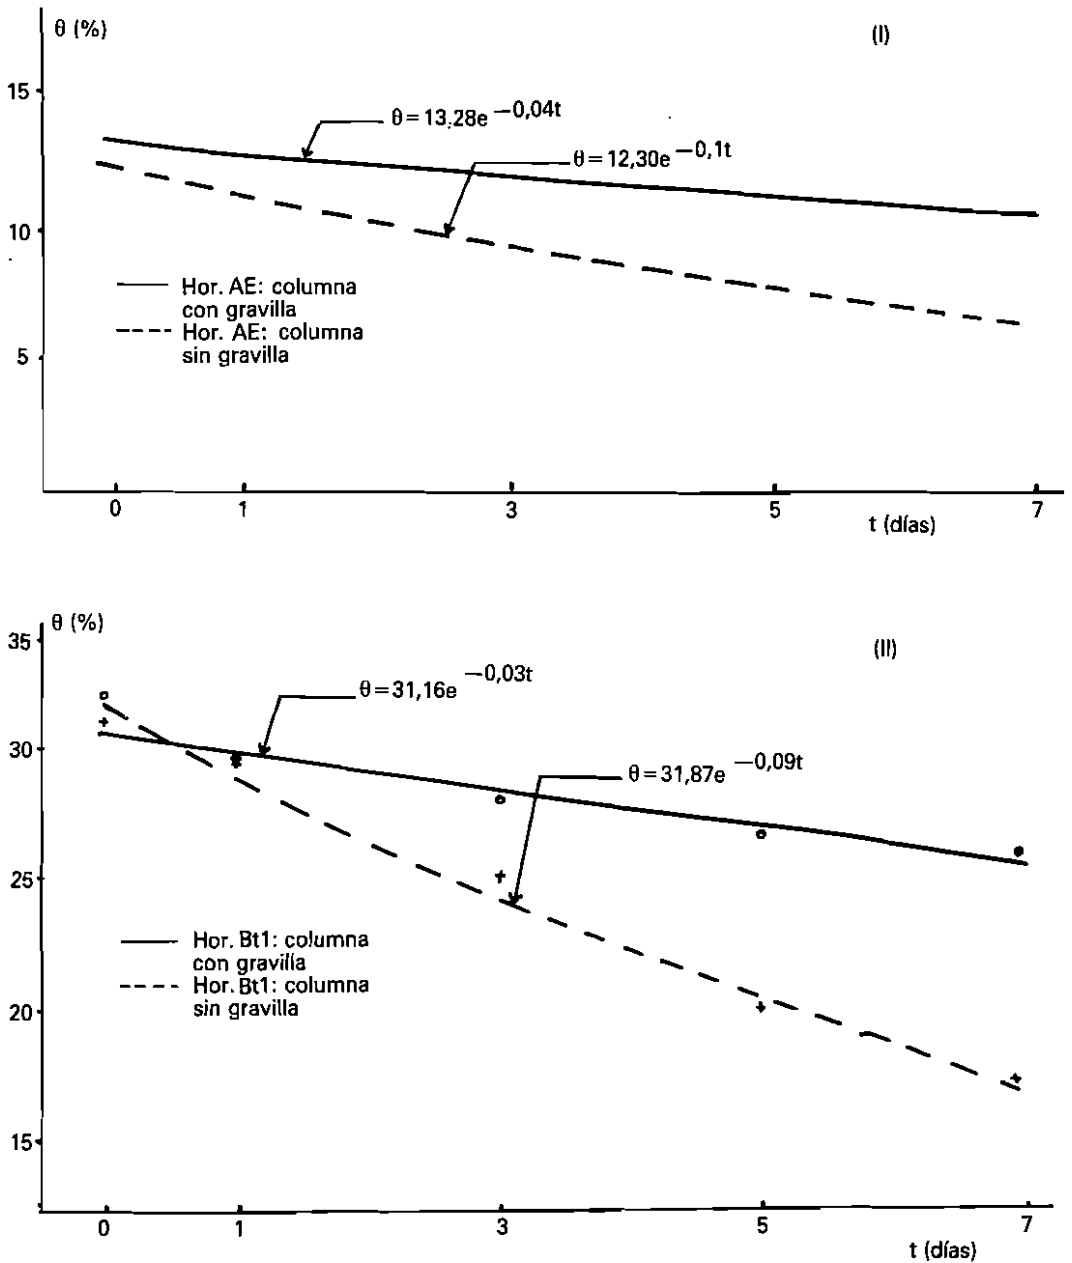 θ (%)
(I)
15
θ=13,28e −0,04t
θ=12,30e −0,1t
10
Hor. AE: columna
con gravilla
Hor. AE: columna
sin gravilla
5
0 1 3 5 7
t (días)
θ (%)
35
(II)
θ=31,16e −0,03t
30
θ=31,87e −0,09t
25
Hor. Bt1: columna
con gravilla
Hor. Bt1: columna
sin gravilla
20
15
0 1 3 5 7
t (días)